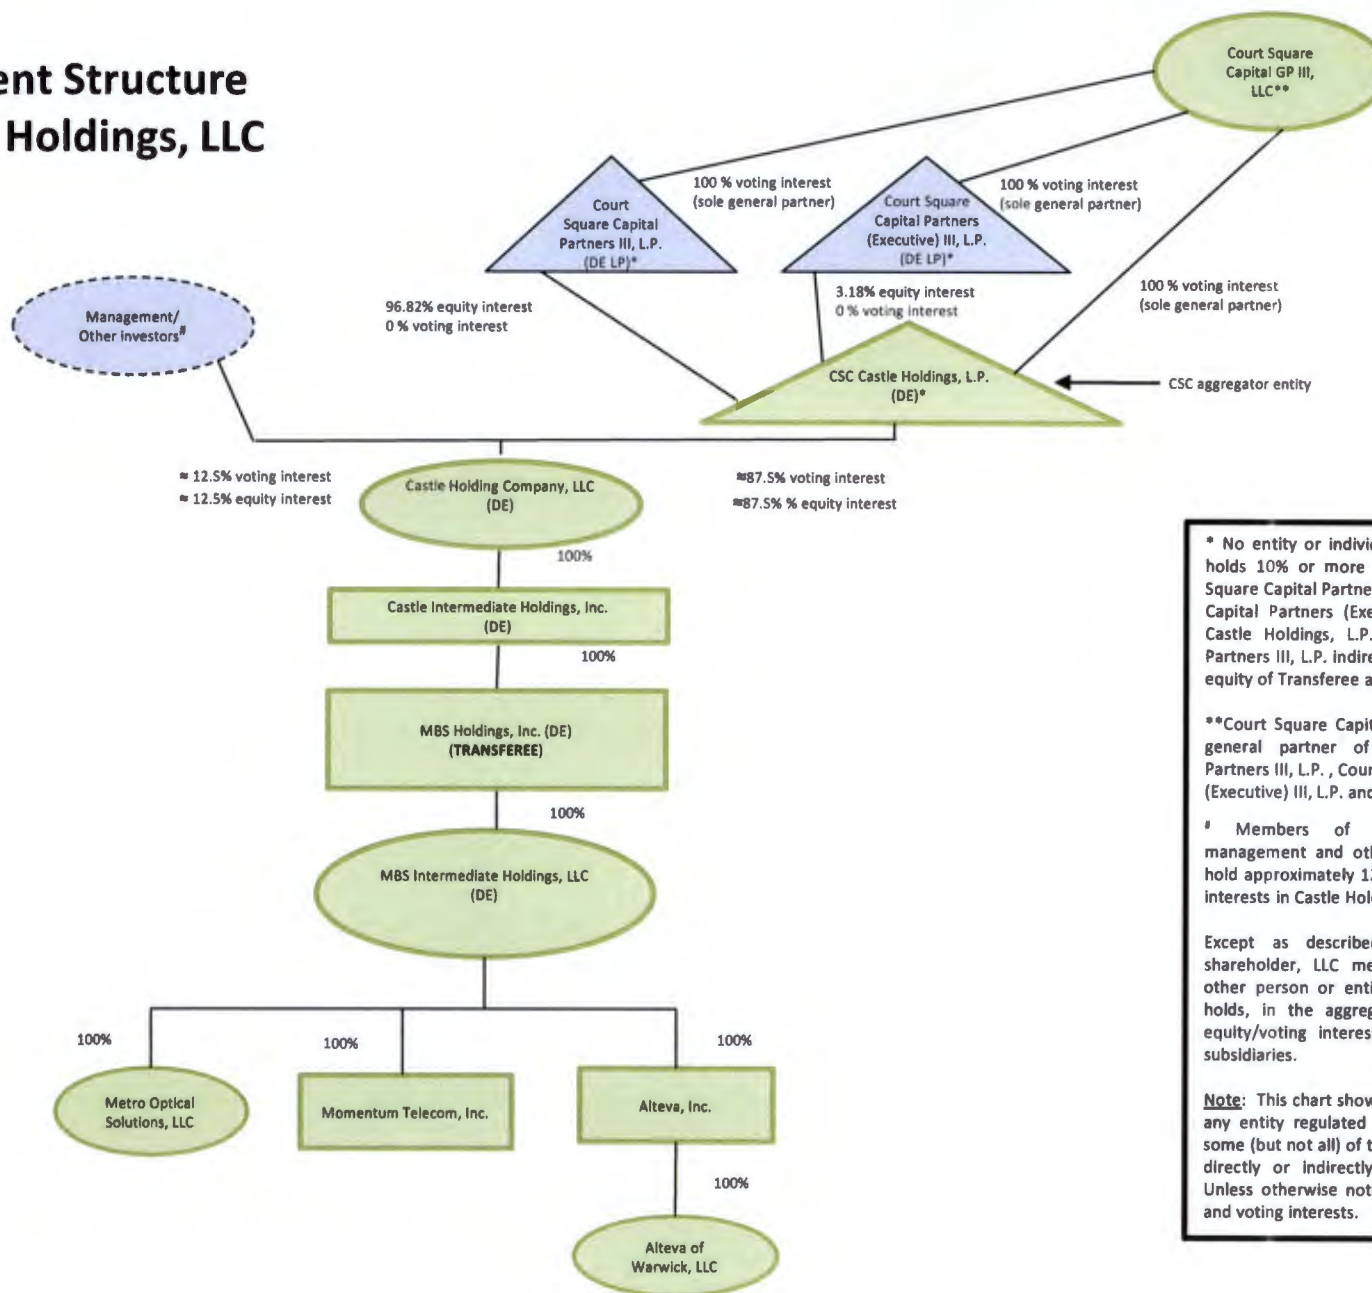 ent Structure
Holdings, LLC
Court Square
Capital GP III,
LLC**
Court
Square Capital
Partners III, L.P.
(DE LP)*
100 % voting interest
(sole general partner)
Court Square
Capital Partners
(Executive) III, L.P.
(DE LP)*
100 % voting interest
(sole general partner)
100 % voting interest
(sole general partner)
Management/
Other investors#
96.82% equity interest
0 % voting interest
3.18% equity interest
0 % voting interest
CSC Castle Holdings, L.P.
(DE)*
CSC aggregator entity
≈ 12.5% voting interest
≈ 12.5% equity interest
Castle Holding Company, LLC
(DE)
≈87.5% voting interest
≈87.5% % equity interest
100%
Castle Intermediate Holdings, Inc.
(DE)
100%
MBS Holdings, Inc. (DE)
(TRANSFEREE)
100%
MBS Intermediate Holdings, LLC
(DE)
100%
100%
100%
Metro Optical
Solutions, LLC
Momentum Telecom, Inc.
Alteva, Inc.
100%
Alteva of
Warwick, LLC
* No entity or individ
holds 10% or more
Square Capital Partne
Capital Partners (Exe
Castle Holdings, L.P.
Partners III, L.P. indire
equity of Transferee a
**Court Square Capit
general partner of
Partners III, L.P. , Cour
(Executive) III, L.P. and
# Members of
management and oth
hold approximately 12
interests in Castle Hol
Except as describe
shareholder, LLC me
other person or enti
holds, in the aggreg
equity/voting interes
subsidiaries.
Note: This chart show
any entity regulated
some (but not all) of t
directly or indirectly
Unless otherwise not
and voting interests.